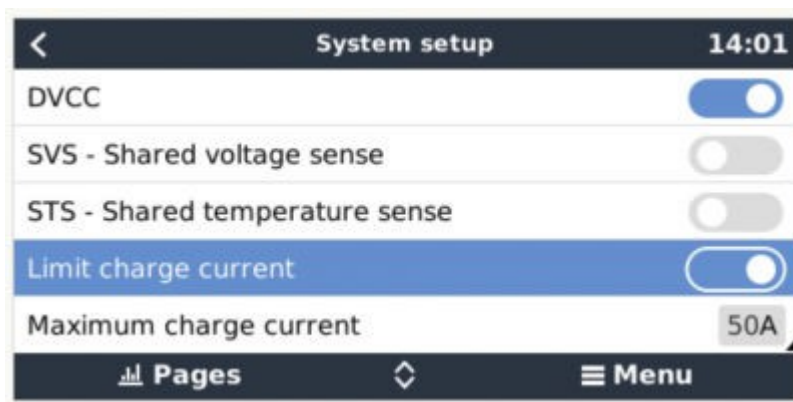 System setup 14:01
DVCC
SVS - Shared voltage sense
STS - Shared temperature sense
Limit charge current
Maximum charge current 50A
Pages Menu